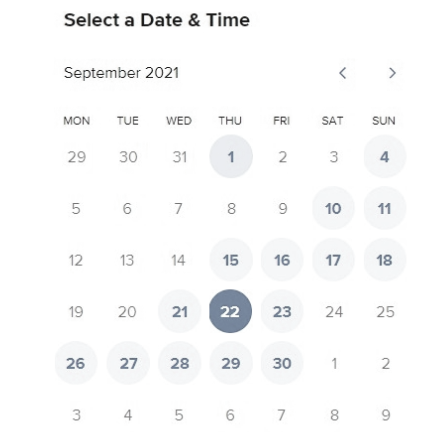 Select a Date & Time
September 2021
MON TUE WED THU FRI SAT SUN
29 30 31 1 2 3 4
5 6 7 8 9 10 11
12 13 14 15 16 17 18
19 20 21 22 23 24 25
26 27 28 29 30 1 2
3 4 5 6 7 8 9